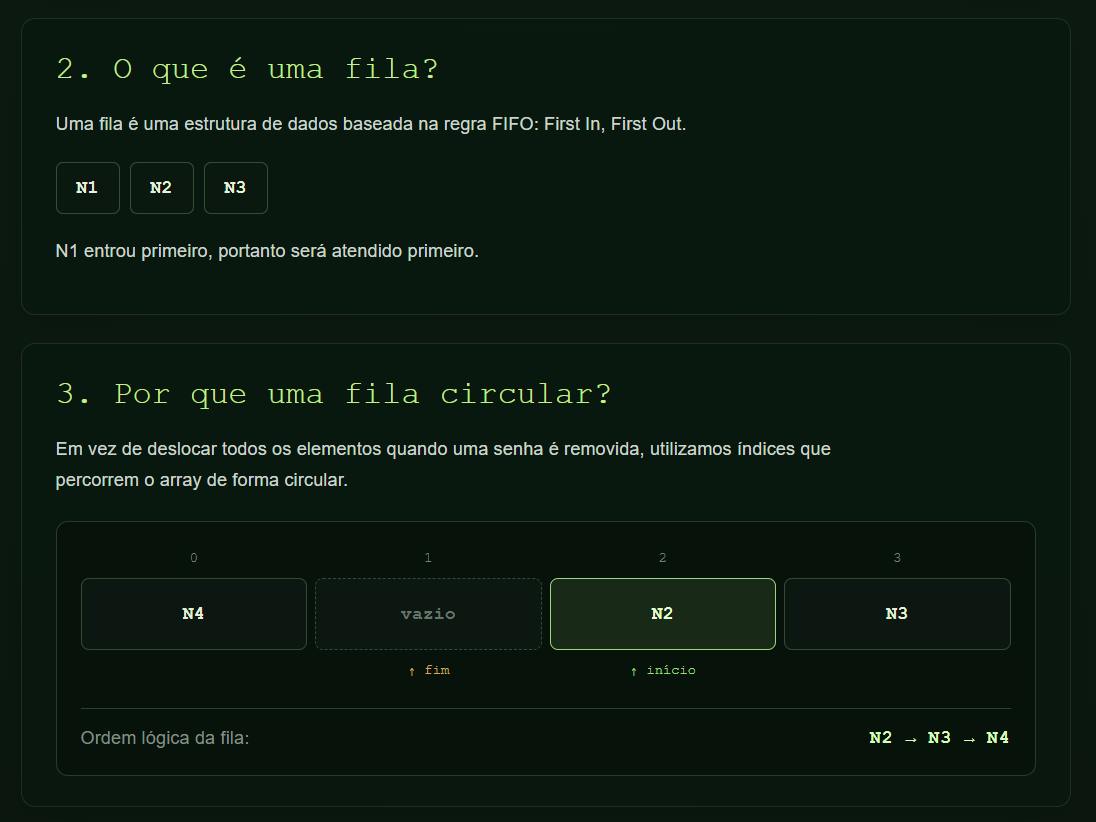 2. O que é uma fila?
Uma fila é uma estrutura de dados baseada na regra FIFO: First In, First Out.
N1 N2 N3
N1 entrou primeiro, portanto será atendido primeiro.
3. Por que uma fila circular?
Em vez de deslocar todos os elementos quando uma senha é removida, utilizamos índices que
percorrem o array de forma circular.
0 1 2 3
N4 vazio N2 N3
↑ fim ↑ início
Ordem lógica da fila: N2 → N3 → N4